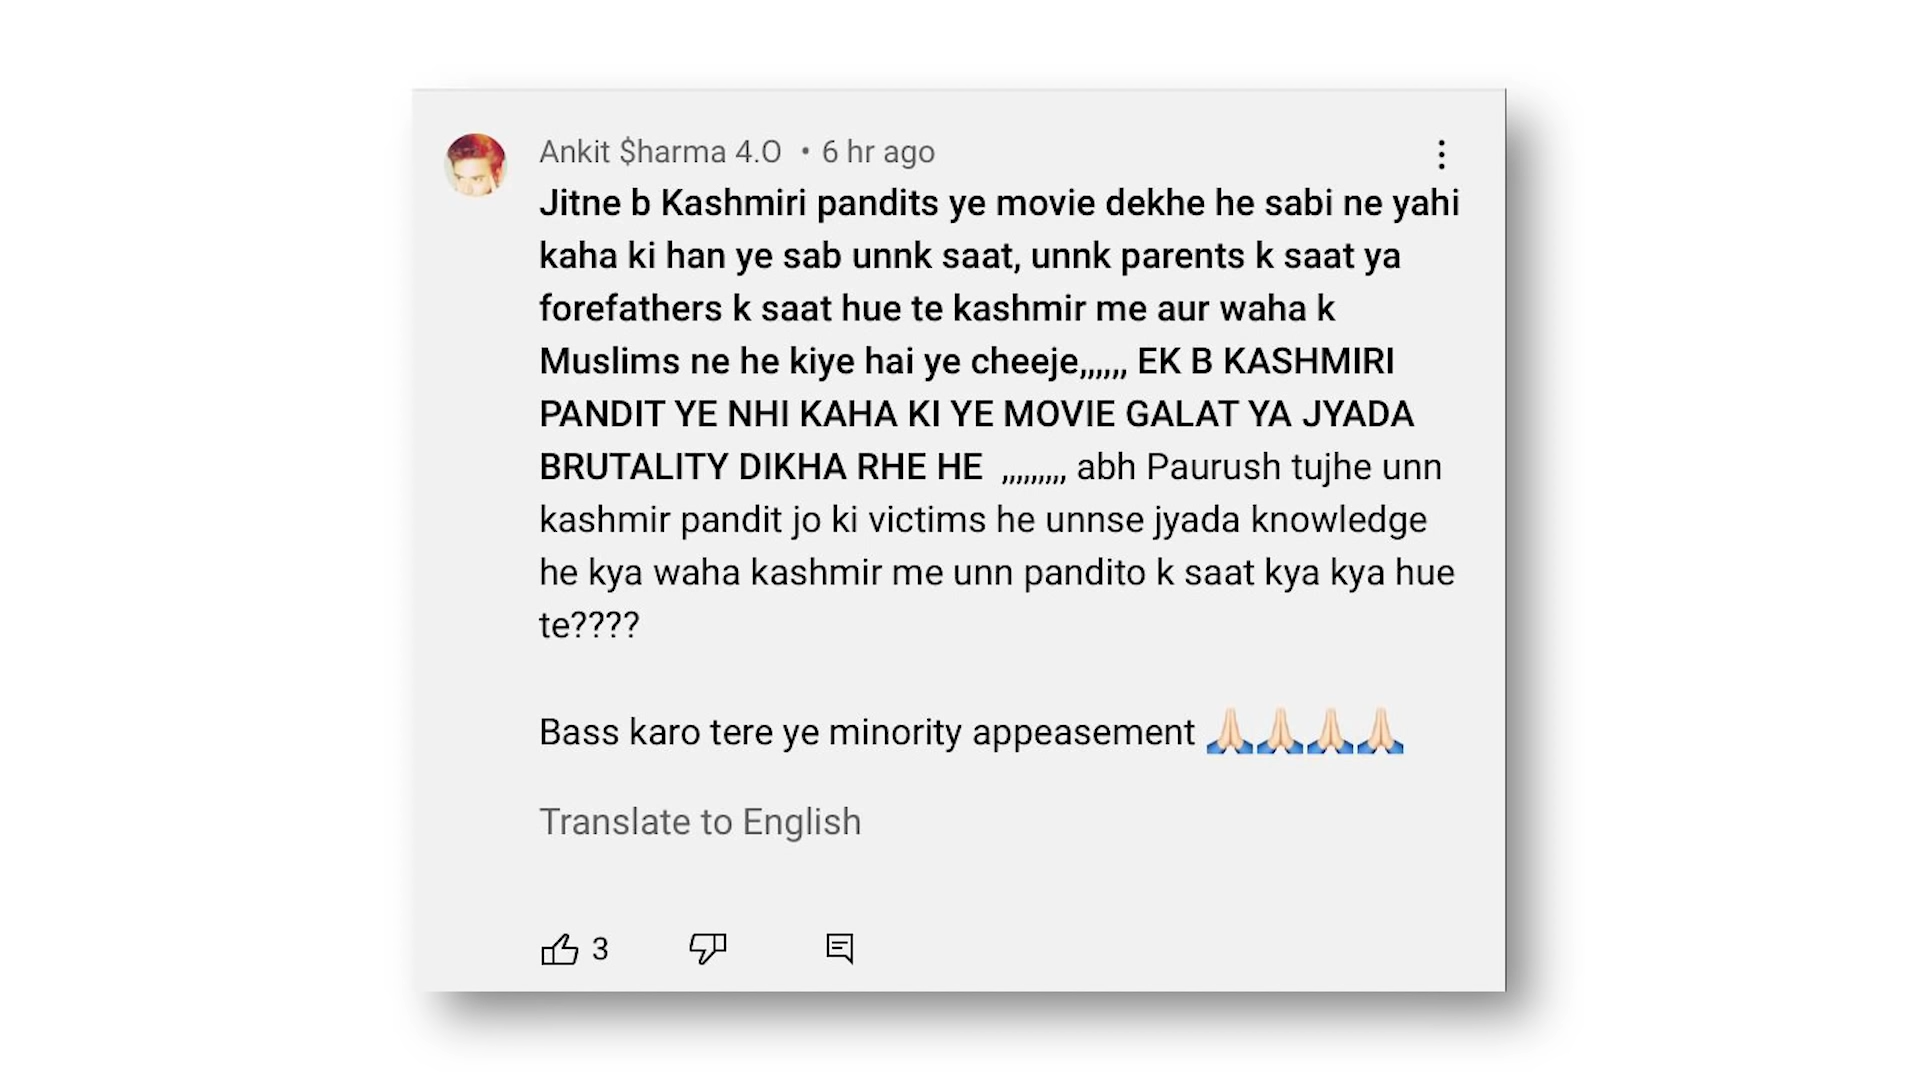 Ankit $harma 4.O • 6 hr ago
Jitne b Kashmiri pandits ye movie dekhe he sabi ne yahi
kaha ki han ye sab unnk saat, unnk parents k saat ya
forefathers k saat hue te kashmir me aur waha k
Muslims ne he kiye hai ye cheeje,,,,,, EK B KASHMIRI
PANDIT YE NHI KAHA KI YE MOVIE GALAT YA JYADA
BRUTALITY DIKHA RHE HE ,,,,,,,,, abh Paurush tujhe unn
kashmir pandit jo ki victims he unnse jyada knowledge
he kya waha kashmir me unn pandito k saat kya kya hue
te????
Bass karo tere ye minority appeasement 🙏🏻🙏🏻🙏🏻🙏🏻
Translate to English
3